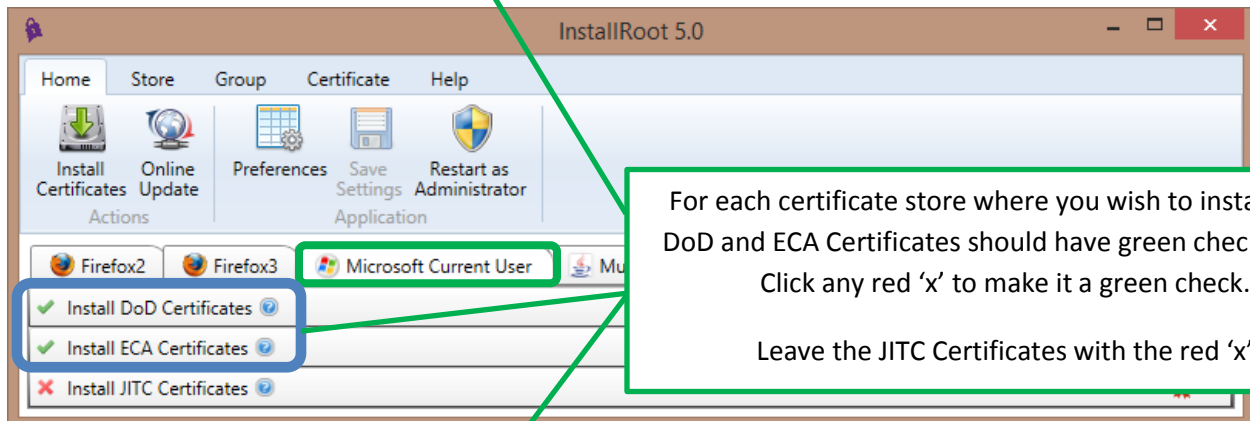 InstallRoot 5.0
Home Store Group Certificate Help
Install Certificates
Online Update
Preferences
Save Settings
Restart as Administrator
Actions
Application
Firefox2 Firefox3 Microsoft Current User
Install DoD Certificates
Install ECA Certificates
Install JITC Certificates
For each certificate store where you wish to
DoD and ECA Certificates should have green
Click any red ‘x’ to make it a green check.
Leave the JITC Certificates with the red ‘x’